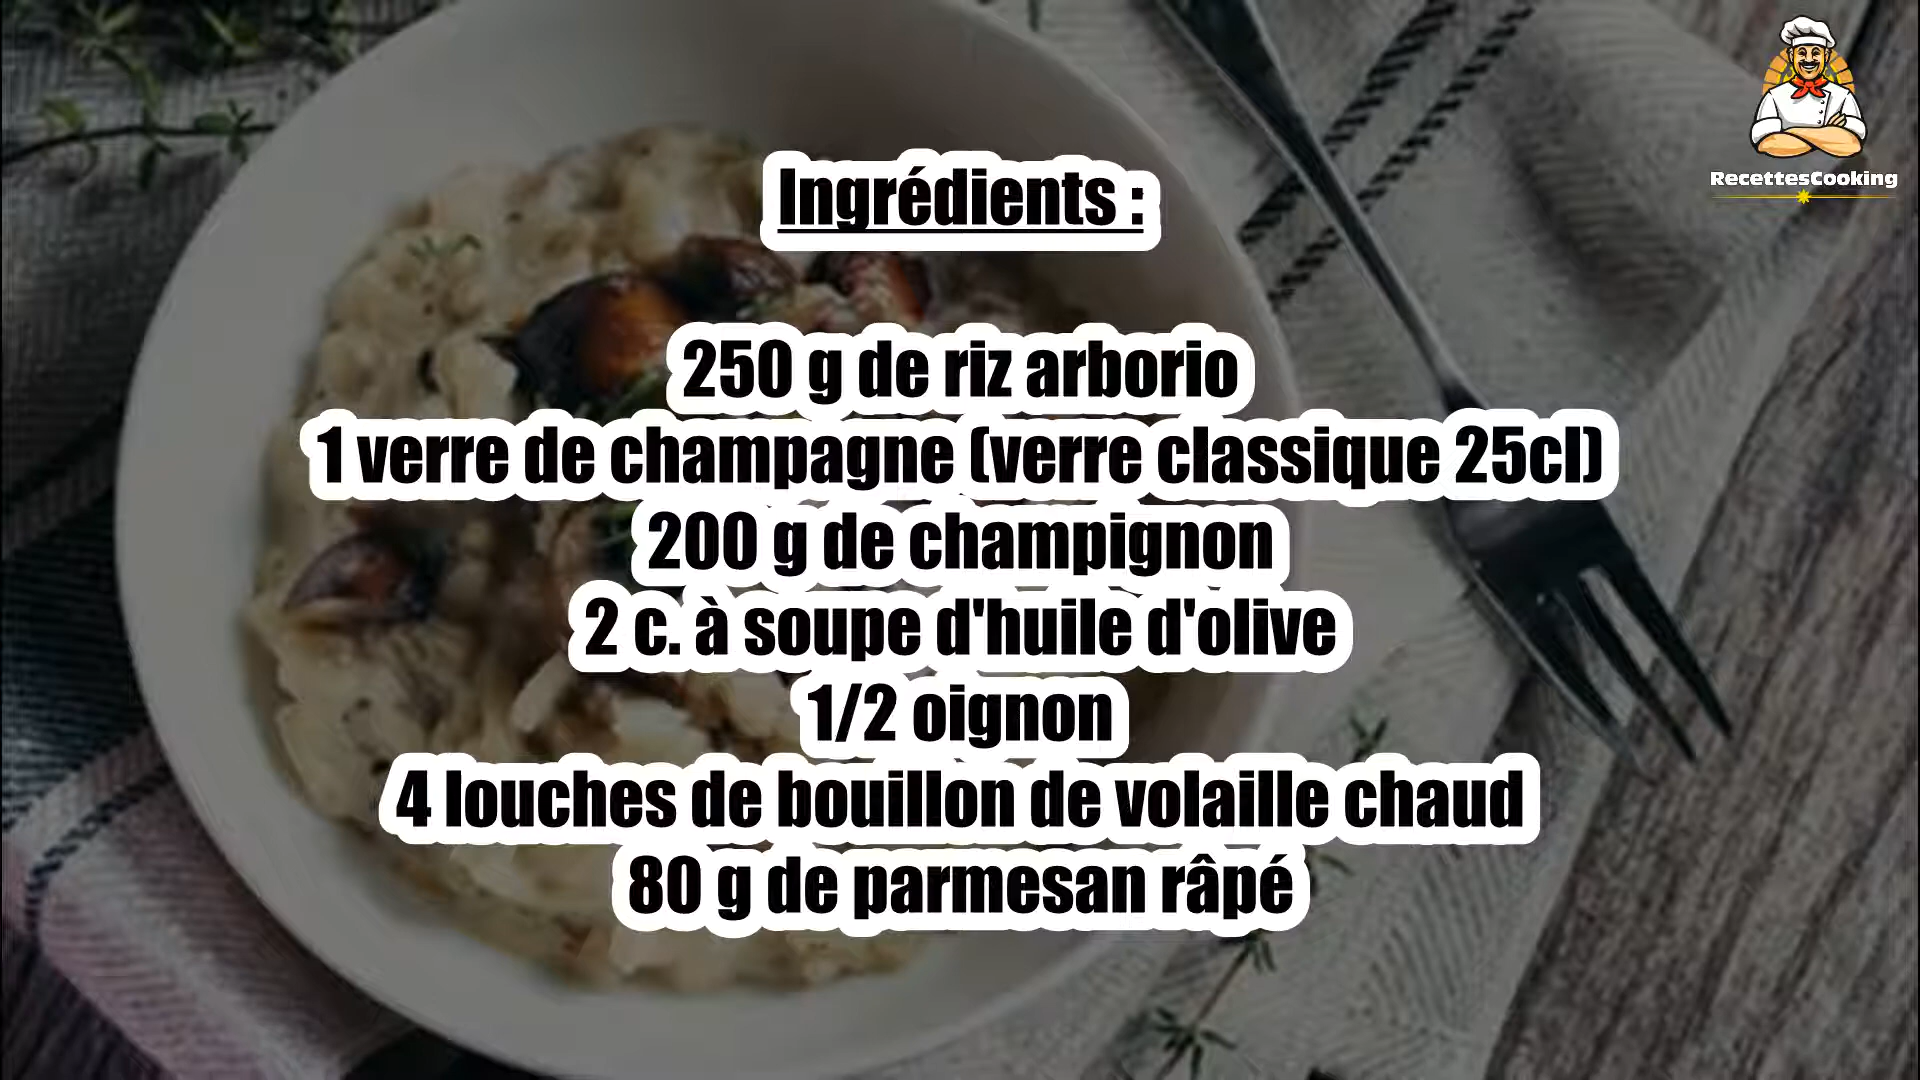 RecettesCooking
Ingrédients :
250 g de riz arborio
1 verre de champagne (verre classique 25cl)
200 g de champignon
2 c. à soupe d'huile d'olive
1/2 oignon
4 louches de bouillon de volaille chaud
80 g de parmesan râpé